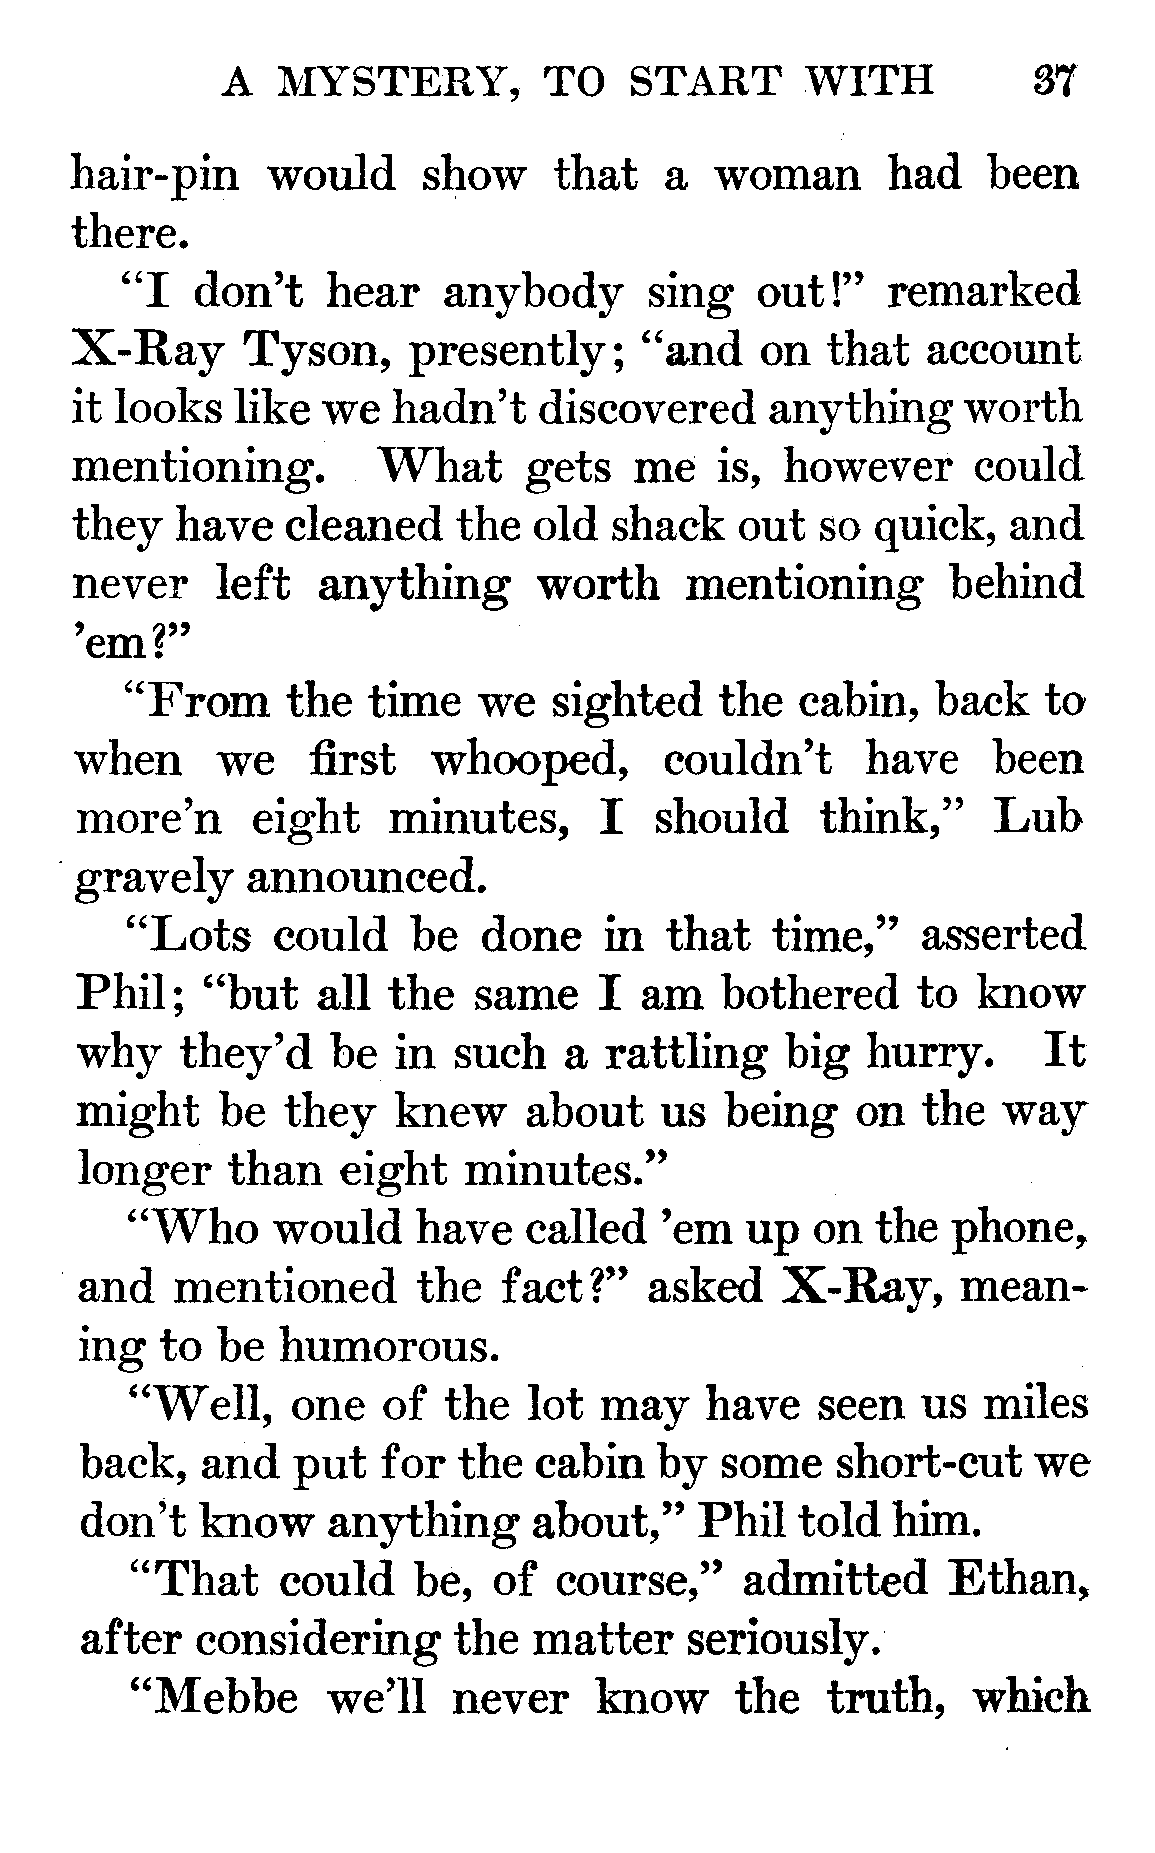 A MYSTERY, TO START WITH 37
hair-pin would show that a woman had been
there.
“I don’t hear anybody sing out!” remarked
X-Ray Tyson, presently; “and on that account
it looks like we hadn’t discovered anything worth
mentioning. What gets me is, however could
they have cleaned the old shack out so quick, and
never left anything worth mentioning behind
’em?”
“From the time we sighted the cabin, back to
when we first whooped, couldn’t have been
more’n eight minutes, I should think,” Lub
gravely announced.
“Lots could be done in that time,” asserted
Phil; “but all the same I am bothered to know
why they’d be in such a rattling big hurry. It
might be they knew about us being on the way
longer than eight minutes.”
“Who would have called ’em up on the phone,
and mentioned the fact?” asked X-Ray, mean-
ing to be humorous.
“Well, one of the lot may have seen us miles
back, and put for the cabin by some short-cut we
don’t know anything about,” Phil told him.
“That could be, of course,” admitted Ethan,
after considering the matter seriously.
“Mebbe we’ll never know the truth, which